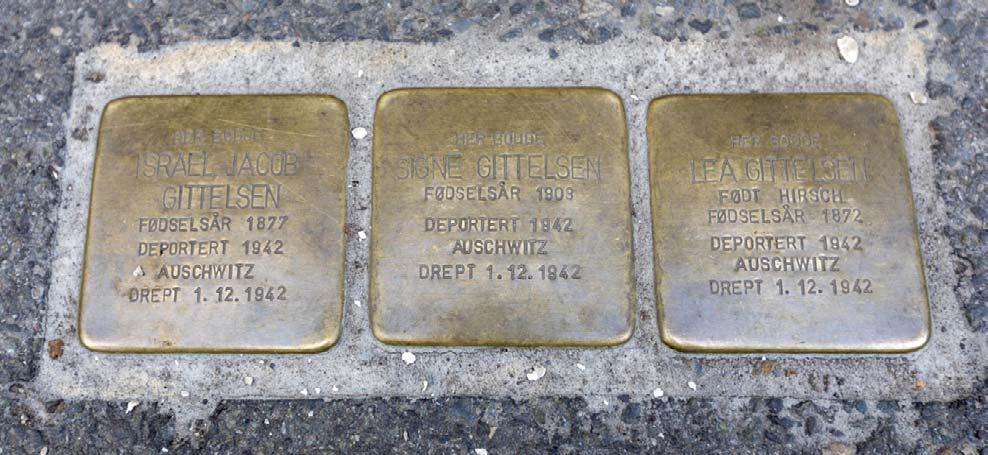 HER BODDE
ISRAEL JACOB
GITTELSEN
FØDSELSÅR 1877
DEPORTERT 1942
AUSCHWITZ
DREPT 1.12.1942
HER BODDE
SIGNE GITTELSEN
FØDSELSÅR 1908
DEPORTERT 1942
AUSCHWITZ
DREPT 1.12.1942
HER BODDE
LEA GITTELSEN
FØDT HIRSCH
FØDSELSÅR 1872
DEPORTERT 1942
AUSCHWITZ
DREPT 1.12.1942